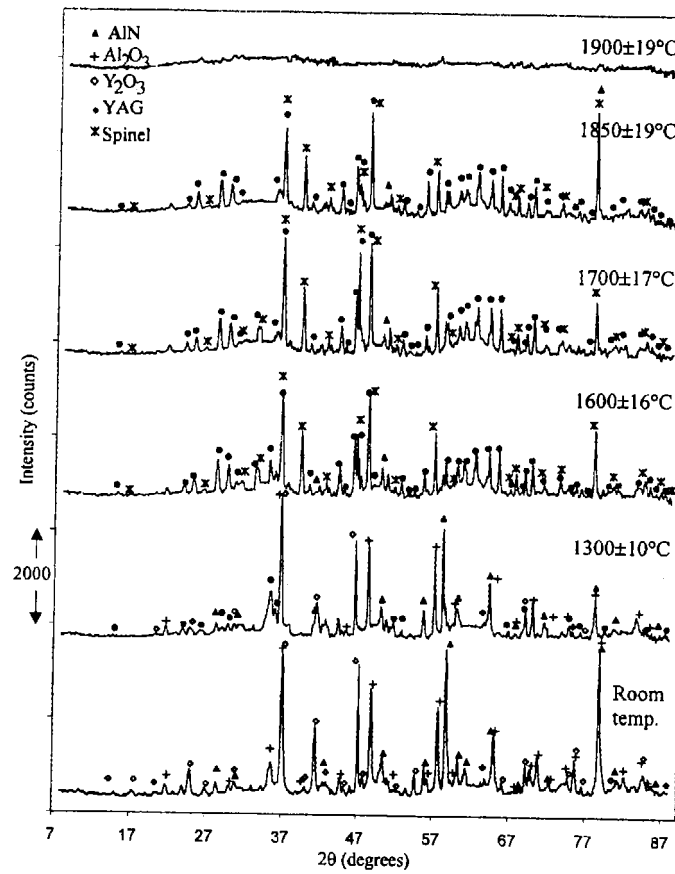 ▲ AlN
+ Al₂O₃
◇ Y₂O₃
• YAG
ж Spinel
1900±19°C
1850±19°C
1700±17°C
1600±16°C
1300±10°C
Room
temp.
Intensity (counts)
2000
7 17 27 37 47 57 67 77 87
2θ (degrees)